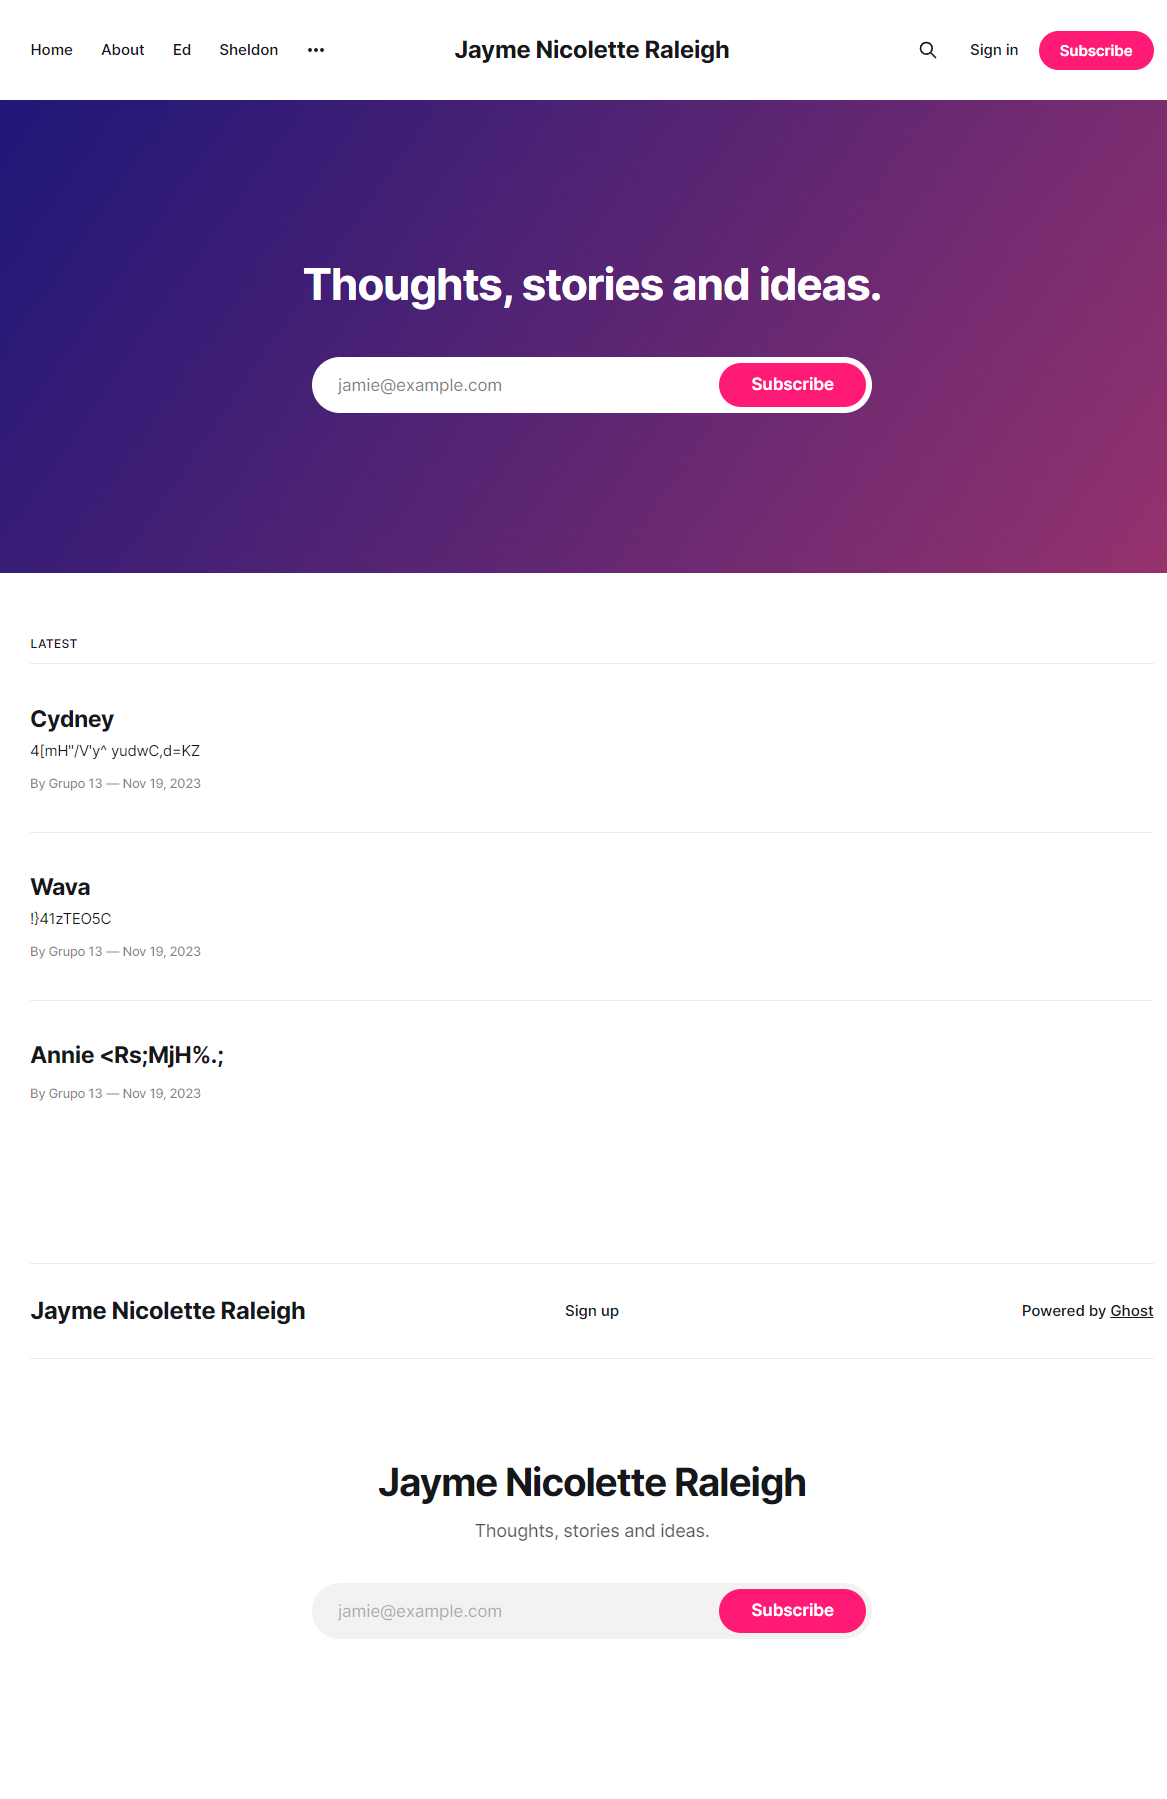 Home About Ed Sheldon ••• Jayme Nicolette Raleigh Sign in Subscribe
Thoughts, stories and ideas.
jamie@example.com Subscribe
LATEST
Cydney
4[mH"/V'y^ yudwC,d=KZ
By Grupo 13 — Nov 19, 2023
Wava
!}41zTEO5C
By Grupo 13 — Nov 19, 2023
Annie <Rs;MjH%.;
By Grupo 13 — Nov 19, 2023
Jayme Nicolette Raleigh Sign up Powered by Ghost
Jayme Nicolette Raleigh
Thoughts, stories and ideas.
jamie@example.com Subscribe